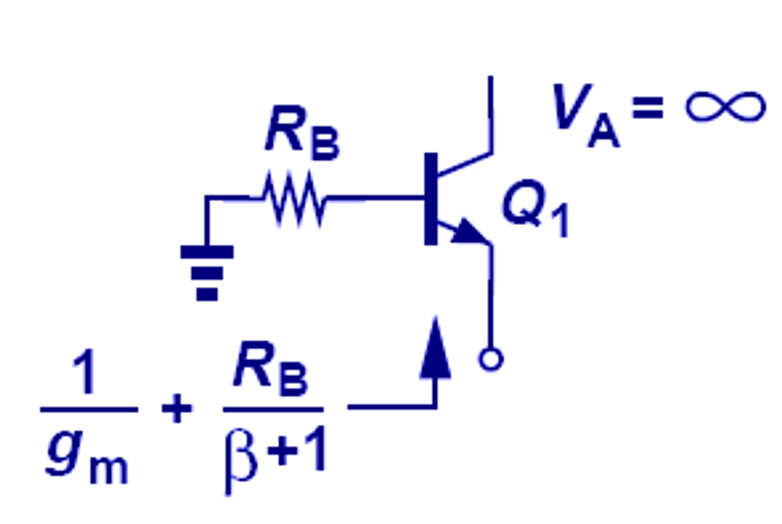 V_A = ∞
R_B
Q_1
1/g_m + R_B/(β+1)